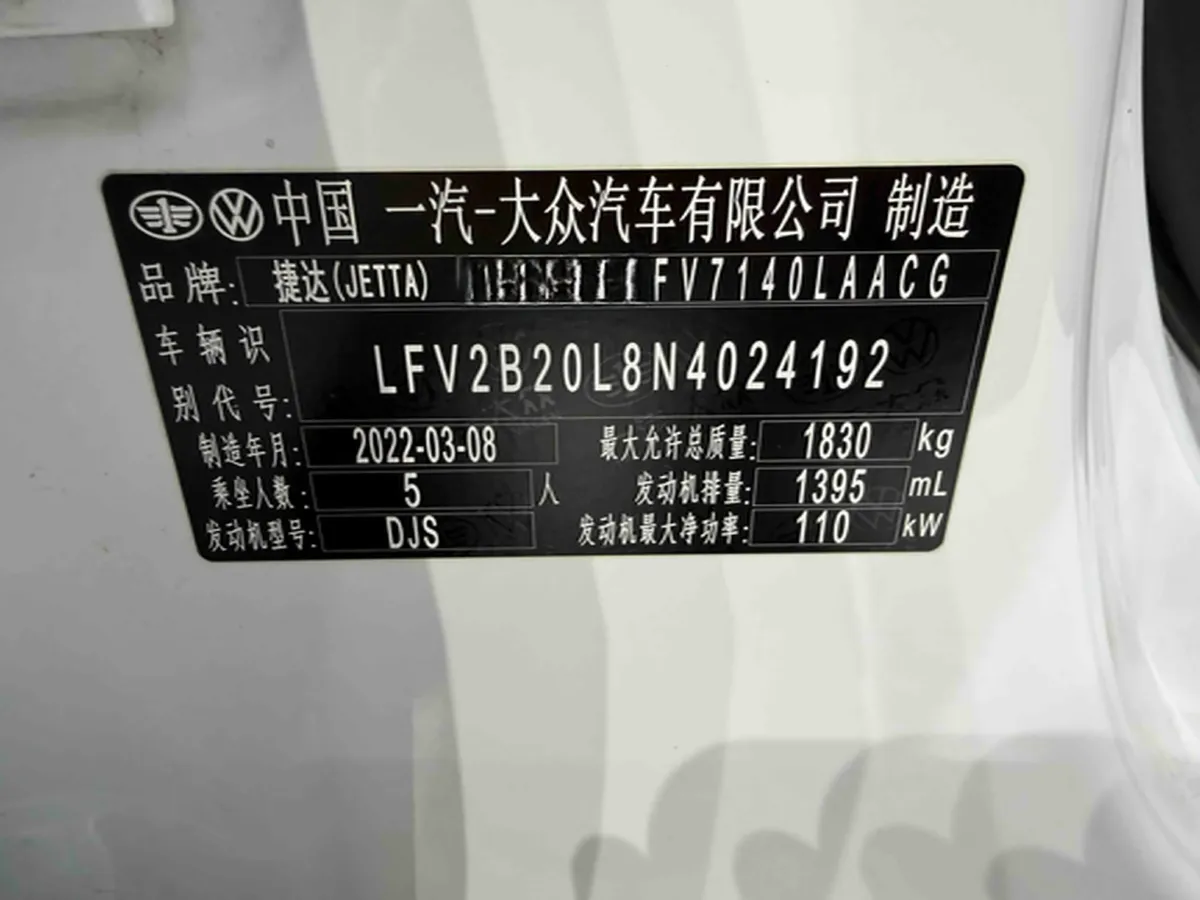 中国 一汽-大众汽车有限公司 制造
品牌: 捷达(JETTA) FV7140LAACG
车辆识别代号: LFV2B20L8N4024192
制造年月: 2022-03-08 最大允许总质量: 1830 kg
乘坐人数: 5 人 发动机排量: 1395 mL
发动机型号: DJS 发动机最大净功率: 110 kW